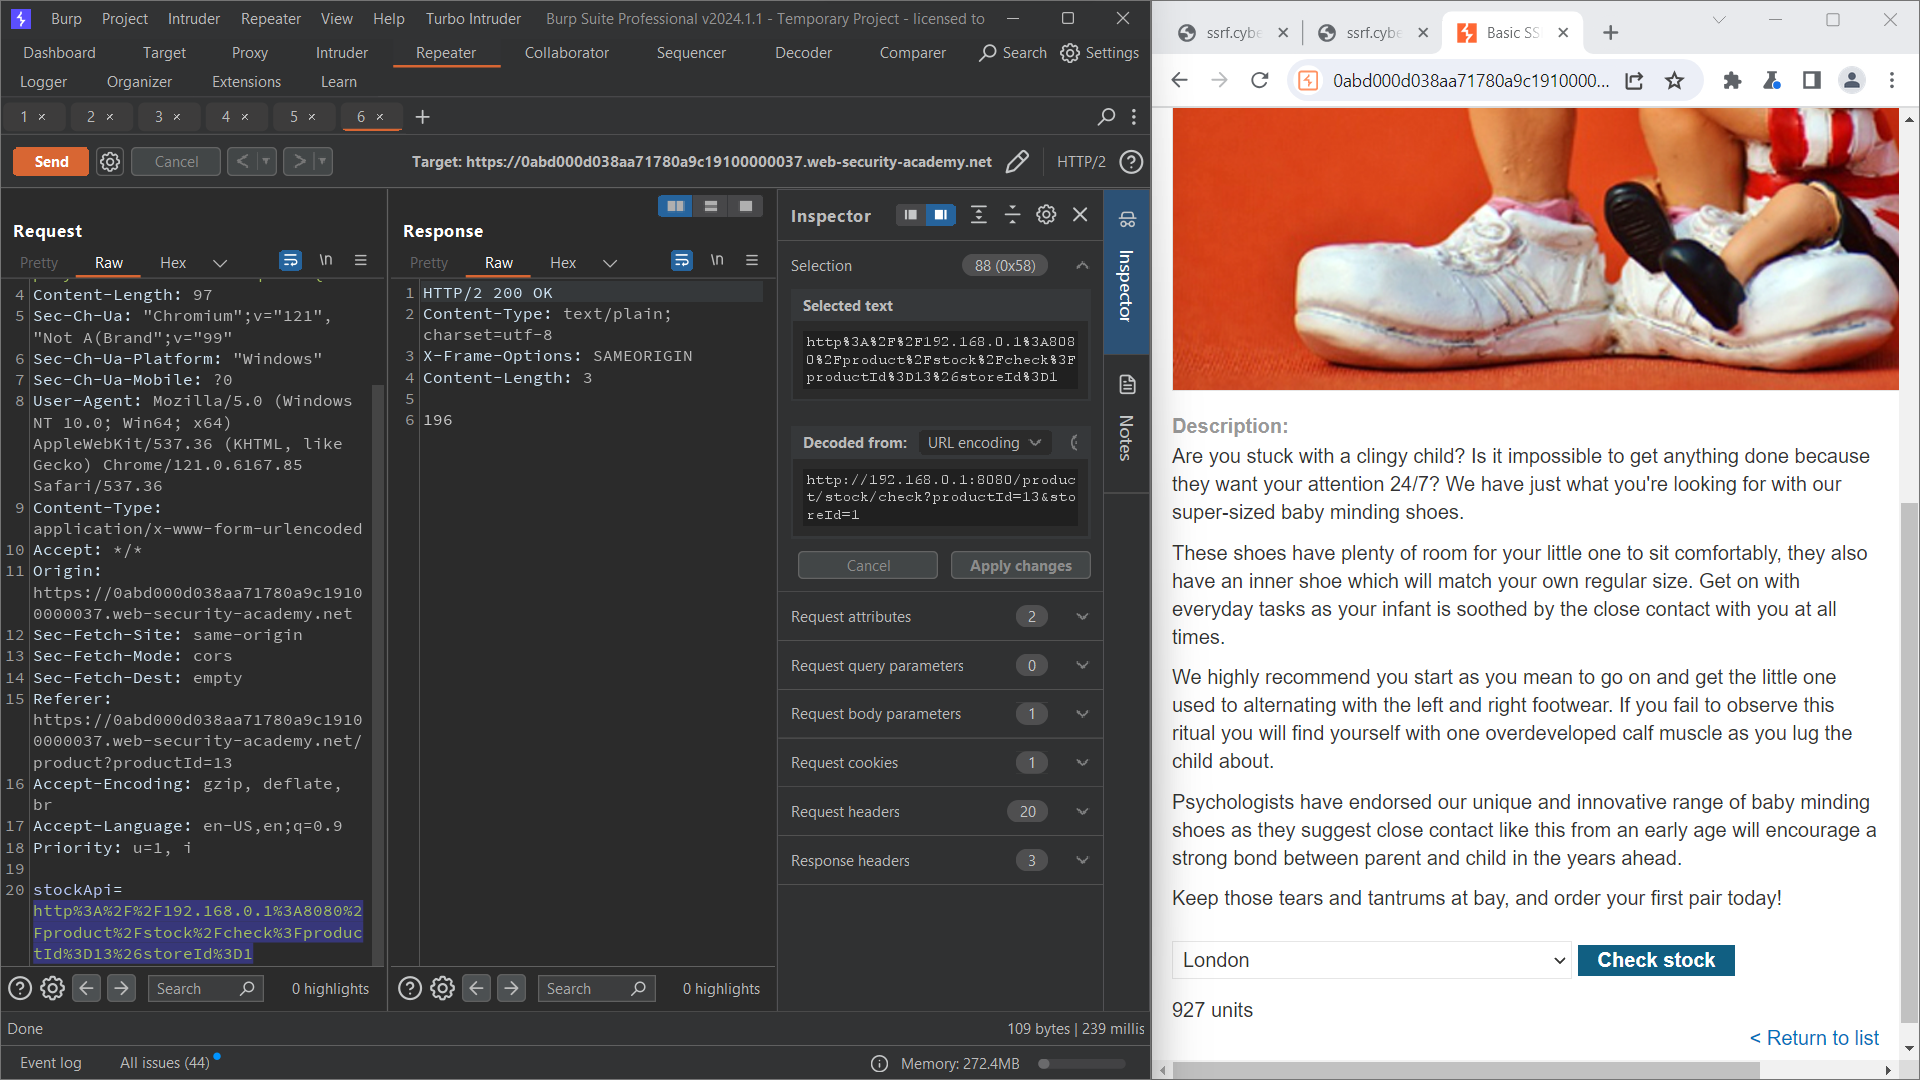 Burp Project Intruder Repeater View Help Turbo Intruder Burp Suite Professional v2024.1.1 - Temporary Project - licensed to
Dashboard Target Proxy Intruder Repeater Collaborator Sequencer Decoder Comparer Search Settings
Logger Organizer Extensions Learn
1 × 2 × 3 × 4 × 5 × 6 × +
Send Cancel < > Target: https://0abd000d038aa71780a9c19100000037.web-security-academy.net HTTP/2
Request
Pretty Raw Hex \n
4 Content-Length: 97
5 Sec-Ch-Ua: "Chromium";v="121",
"Not A(Brand";v="99"
6 Sec-Ch-Ua-Platform: "Windows"
7 Sec-Ch-Ua-Mobile: ?0
8 User-Agent: Mozilla/5.0 (Windows
NT 10.0; Win64; x64)
AppleWebKit/537.36 (KHTML, like
Gecko) Chrome/121.0.6167.85
Safari/537.36
9 Content-Type:
application/x-www-form-urlencoded
10 Accept: */*
11 Origin:
https://0abd000d038aa71780a9c1910
0000037.web-security-academy.net
12 Sec-Fetch-Site: same-origin
13 Sec-Fetch-Mode: cors
14 Sec-Fetch-Dest: empty
15 Referer:
https://0abd000d038aa71780a9c1910
0000037.web-security-academy.net/
product?productId=13
16 Accept-Encoding: gzip, deflate,
br
17 Accept-Language: en-US,en;q=0.9
18 Priority: u=1, i
19
20 stockApi=
http%3A%2F%2F192.168.0.1%3A8080%2
Fproduct%2Fstock%2Fcheck%3Fproduc
tId%3D13%26storeId%3D1
Search 0 highlights
Response
Pretty Raw Hex \n
1 HTTP/2 200 OK
2 Content-Type: text/plain;
charset=utf-8
3 X-Frame-Options: SAMEORIGIN
4 Content-Length: 3
5
6 196
Search 0 highlights
Inspector
Selection 88 (0x58)
Selected text
http%3A%2F%2F192.168.0.1%3A808
0%2Fproduct%2Fstock%2Fcheck%3F
productId%3D13%26storeId%3D1
Decoded from: URL encoding
http://192.168.0.1:8080/produc
t/stock/check?productId=13&sto
reId=1
Cancel Apply changes
Request attributes 2
Request query parameters 0
Request body parameters 1
Request cookies 1
Request headers 20
Response headers 3
Inspector
Notes
Done 109 bytes | 239 millis
Event log All issues (44) Memory: 272.4MB
ssrf.cybe ssrf.cybe Basic SS
0abd000d038aa71780a9c1910000...
Description:
Are you stuck with a clingy child? Is it impossible to get anything done because
they want your attention 24/7? We have just what you're looking for with our
super-sized baby minding shoes.
These shoes have plenty of room for your little one to sit comfortably, they also
have an inner shoe which will match your own regular size. Get on with
everyday tasks as your infant is soothed by the close contact with you at all
times.
We highly recommend you start as you mean to go on and get the little one
used to alternating with the left and right footwear. If you fail to observe this
ritual you will find yourself with one overdeveloped calf muscle as you lug the
child about.
Psychologists have endorsed our unique and innovative range of baby minding
shoes as they suggest close contact like this from an early age will encourage a
strong bond between parent and child in the years ahead.
Keep those tears and tantrums at bay, and order your first pair today!
London Check stock
927 units
< Return to list